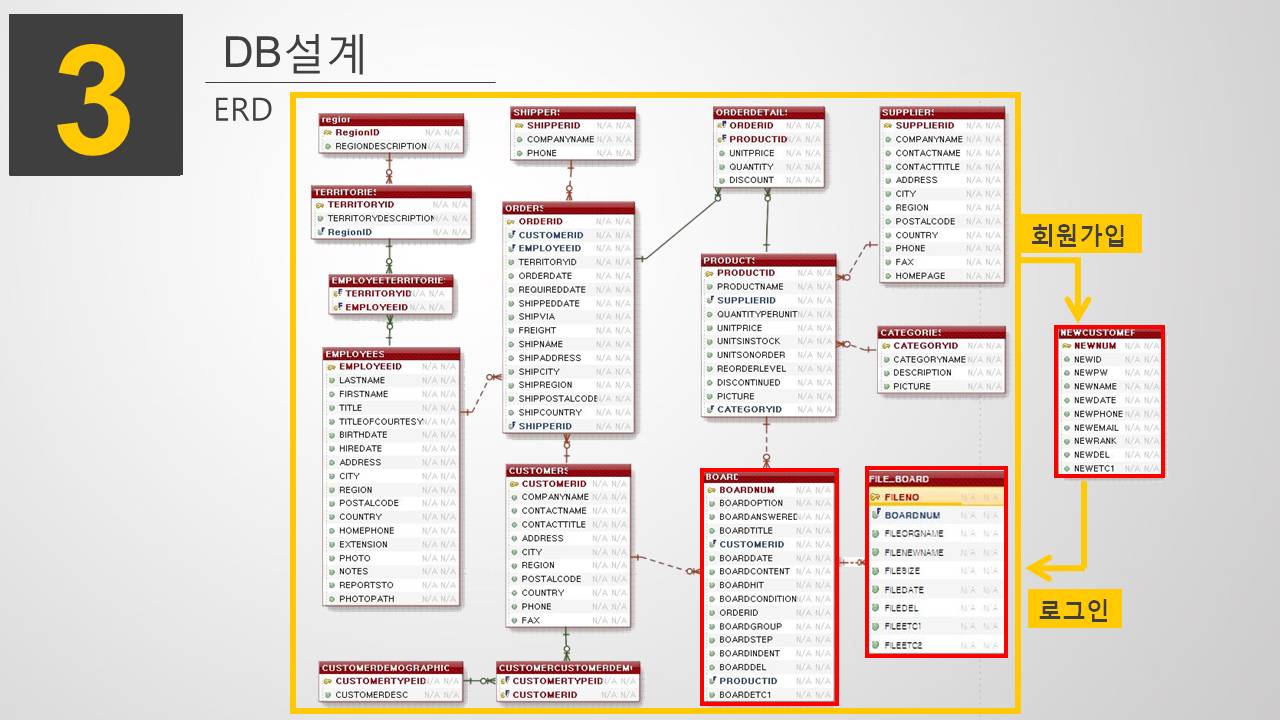 3
DB설계
ERD
region
RegionID N/A N/A
REGIONDESCRIPTION N/A N/A
TERRITORIES
TERRITORYID N/A N/A
TERRITORYDESCRIPTION N/A N/A
RegionID N/A N/A
EMPLOYEETERRITORIES
TERRITORYID N/A N/A
EMPLOYEEID N/A N/A
EMPLOYEES
EMPLOYEEID N/A N/A
LASTNAME N/A N/A
FIRSTNAME N/A N/A
TITLE N/A N/A
TITLEOFCOURTESY N/A N/A
BIRTHDATE N/A N/A
HIREDATE N/A N/A
ADDRESS N/A N/A
CITY N/A N/A
REGION N/A N/A
POSTALCODE N/A N/A
COUNTRY N/A N/A
HOMEPHONE N/A N/A
EXTENSION N/A N/A
PHOTO N/A N/A
NOTES N/A N/A
REPORTSTO N/A N/A
PHOTOPATH N/A N/A
CUSTOMERDEMOGRAPHIC
CUSTOMERTYPEID N/A N/A
CUSTOMERDESC N/A N/A
SHIPPERS
SHIPPERID N/A N/A
COMPANYNAME N/A N/A
PHONE N/A N/A
ORDERS
ORDERID N/A N/A
CUSTOMERID N/A N/A
EMPLOYEEID N/A N/A
TERRITORYID N/A N/A
ORDERDATE N/A N/A
REQUIREDDATE N/A N/A
SHIPPEDDATE N/A N/A
SHIPVIA N/A N/A
FREIGHT N/A N/A
SHIPNAME N/A N/A
SHIPADDRESS N/A N/A
SHIPCITY N/A N/A
SHIPREGION N/A N/A
SHIPPOSTALCODE N/A N/A
SHIPCOUNTRY N/A N/A
SHIPPERID N/A N/A
CUSTOMERS
CUSTOMERID N/A N/A
COMPANYNAME N/A N/A
CONTACTNAME N/A N/A
CONTACTTITLE N/A N/A
ADDRESS N/A N/A
CITY N/A N/A
REGION N/A N/A
POSTALCODE N/A N/A
COUNTRY N/A N/A
PHONE N/A N/A
FAX N/A N/A
CUSTOMERCUSTOMERDEMO
CUSTOMERTYPEID N/A N/A
CUSTOMERID N/A N/A
ORDERDETAILS
ORDERID N/A N/A
PRODUCTID N/A N/A
UNITPRICE N/A N/A
QUANTITY N/A N/A
DISCOUNT N/A N/A
PRODUCTS
PRODUCTID N/A N/A
PRODUCTNAME N/A N/A
SUPPLIERID N/A N/A
QUANTITYPERUNIT N/A N/A
UNITPRICE N/A N/A
UNITSINSTOCK N/A N/A
UNITSONORDER N/A N/A
REORDERLEVEL N/A N/A
DISCONTINUED N/A N/A
PICTURE N/A N/A
CATEGORYID N/A N/A
BOARD
BOARDNUM N/A N/A
BOARDOPTION N/A N/A
BOARDANSWERED N/A N/A
BOARDTITLE N/A N/A
CUSTOMERID N/A N/A
BOARDDATE N/A N/A
BOARDCONTENT N/A N/A
BOARDHIT N/A N/A
BOARDCONDITION N/A N/A
ORDERID N/A N/A
BOARDGROUP N/A N/A
BOARDSTEP N/A N/A
BOARDINDENT N/A N/A
BOARDDEL N/A N/A
PRODUCTID N/A N/A
BOARDETC1 N/A N/A
SUPPLIERS
SUPPLIERID N/A N/A
COMPANYNAME N/A N/A
CONTACTNAME N/A N/A
CONTACTTITLE N/A N/A
ADDRESS N/A N/A
CITY N/A N/A
REGION N/A N/A
POSTALCODE N/A N/A
COUNTRY N/A N/A
PHONE N/A N/A
FAX N/A N/A
HOMEPAGE N/A N/A
CATEGORIES
CATEGORYID N/A N/A
CATEGORYNAME N/A N/A
DESCRIPTION N/A N/A
PICTURE N/A N/A
FILE_BOARD
FILENO N/A N/A
BOARDNUM N/A N/A
FILEORGNAME N/A N/A
FILENEWNAME N/A N/A
FILESIZE N/A N/A
FILEDATE N/A N/A
FILEDEL N/A N/A
FILEETC1 N/A N/A
FILEETC2 N/A N/A
회원가입
NEWCUSTOMER
NEWNUM N/A N/A
NEWID N/A N/A
NEWPW N/A N/A
NEWNAME N/A N/A
NEWDATE N/A N/A
NEWPHONE N/A N/A
NEWEMAIL N/A N/A
NEWRANK N/A N/A
NEWDEL N/A N/A
NEWETC1 N/A N/A
로그인